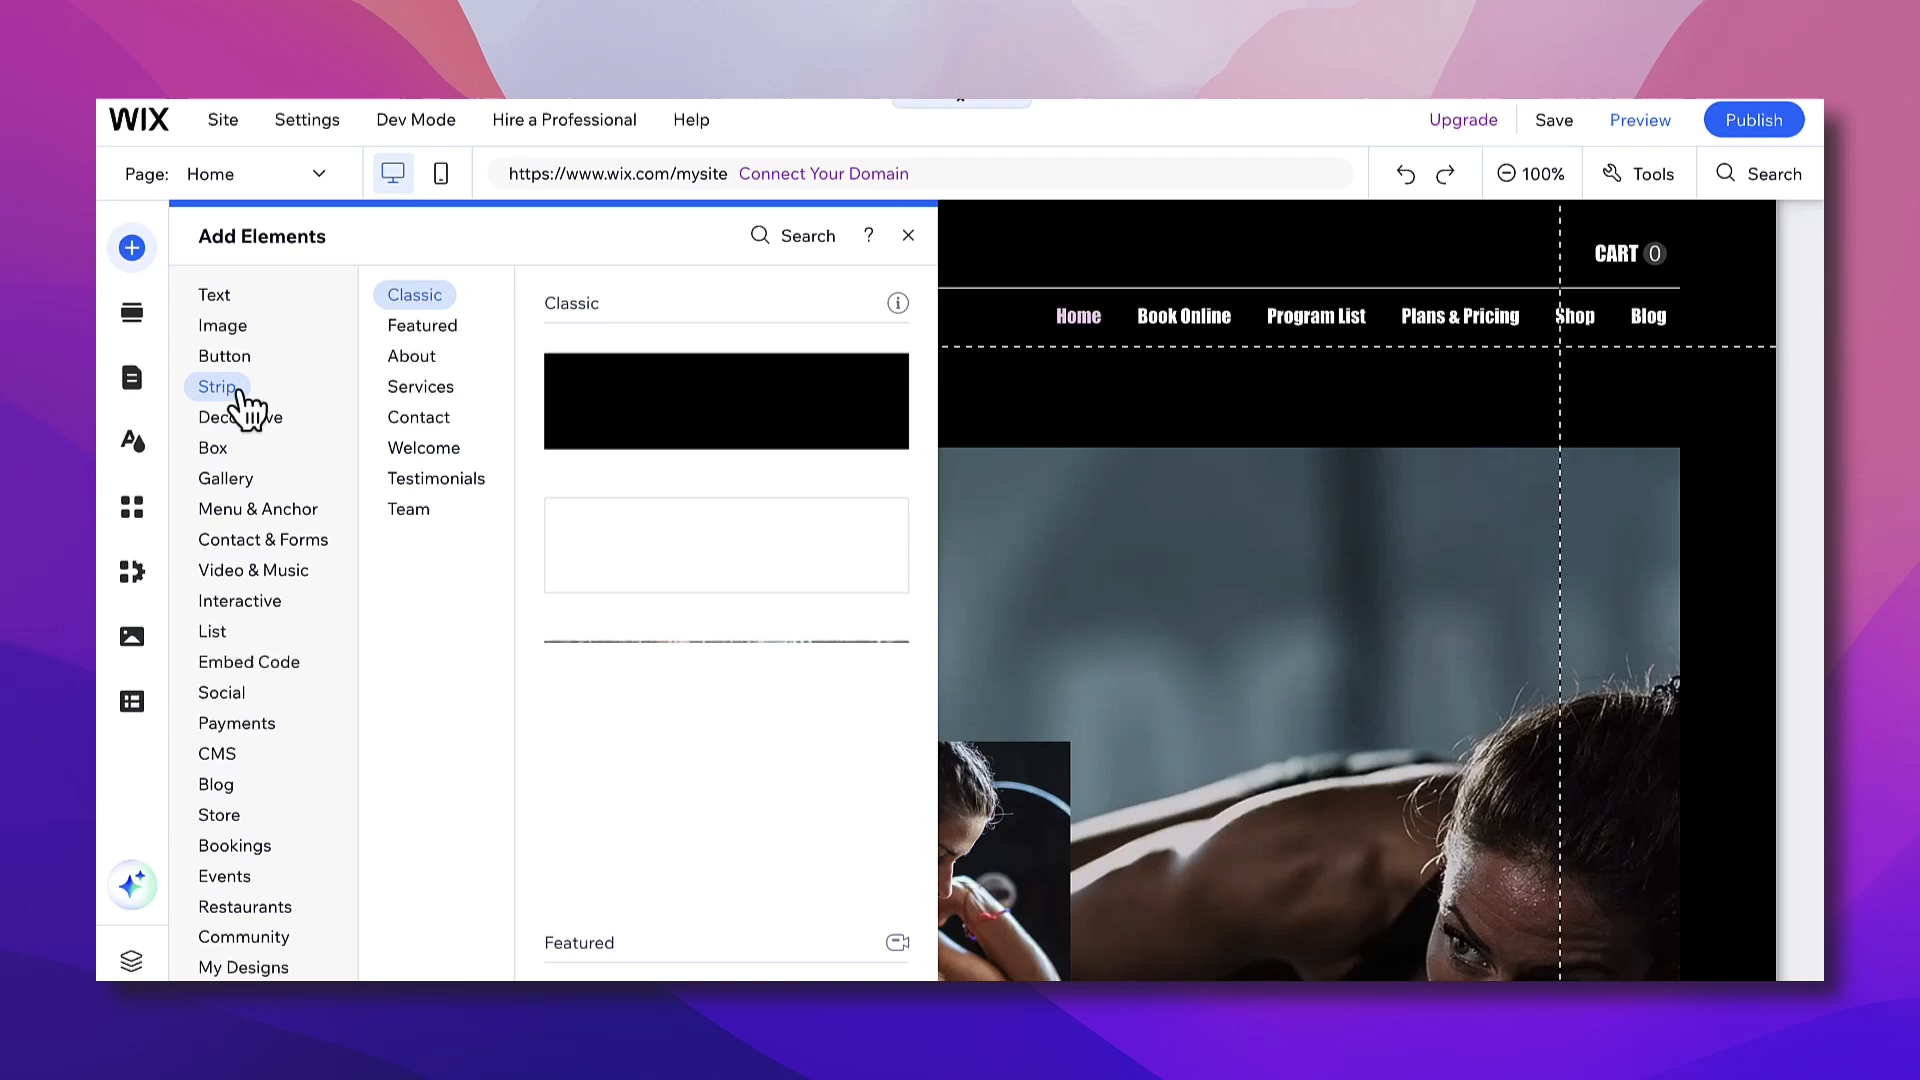 WIX Site Settings Dev Mode Hire a Professional Help Upgrade Save Preview Publish
Page: Home https://www.wix.com/mysite Connect Your Domain 100% Tools Search
Add Elements Search ? ×
CART 0
Home Book Online Program List Plans & Pricing Shop Blog
Text
Image
Button
Strip
Box
Gallery
Menu & Anchor
Contact & Forms
Video & Music
Interactive
List
Embed Code
Social
Payments
CMS
Blog
Store
Bookings
Events
Restaurants
Community
My Designs
Classic
Featured
About
Services
Contact
Welcome
Testimonials
Team
Classic
Featured